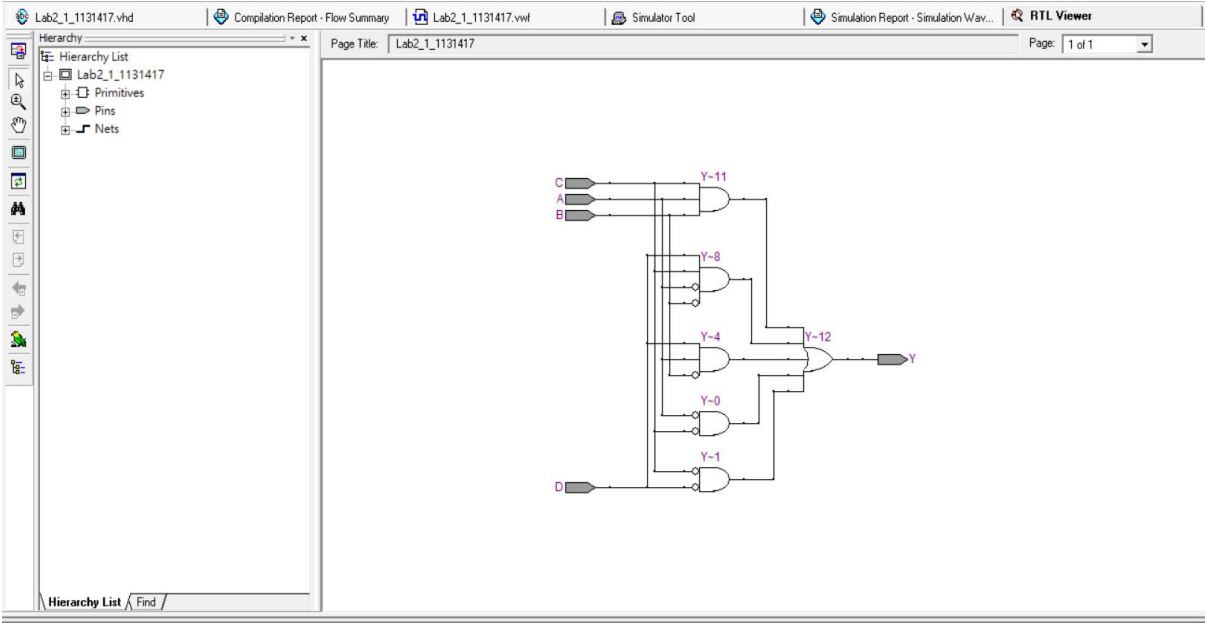 Lab2_1_1131417.vhd
Compilation Report - Flow Summary
Lab2_1_1131417.vwf
Simulator Tool
Simulation Report - Simulation Wav...
RTL Viewer
Hierarchy
Page Title: Lab2_1_1131417
Page: 1 of 1
Hierarchy List
Lab2_1_1131417
Primitives
Pins
Nets
C
A
B
Y~11
Y~8
Y~4
Y~12
Y
Y~0
Y~1
D
Hierarchy List
Find